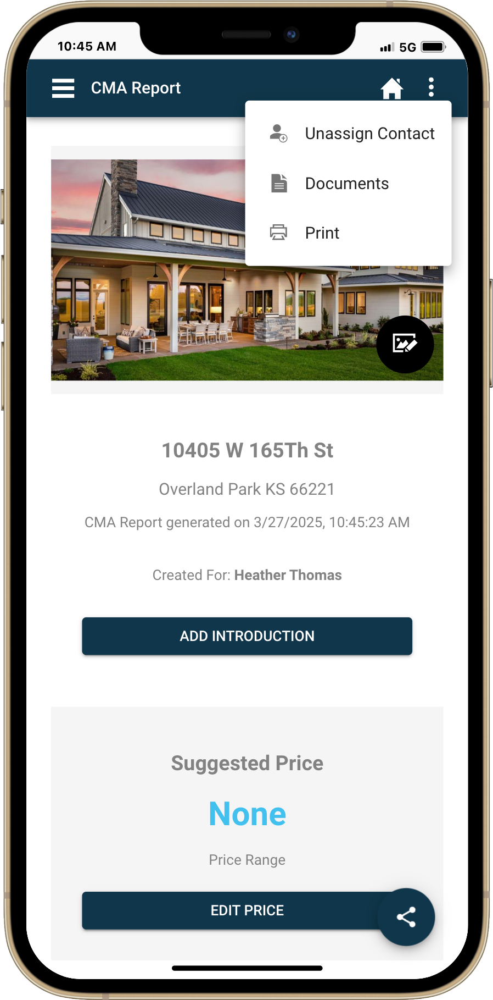 10:45 AM
5G
CMA Report
Unassign Contact
Documents
Print
10405 W 165Th St
Overland Park KS 66221
CMA Report generated on 3/27/2025, 10:45:23 AM
Created For: Heather Thomas
ADD INTRODUCTION
Suggested Price
None
Price Range
EDIT PRICE